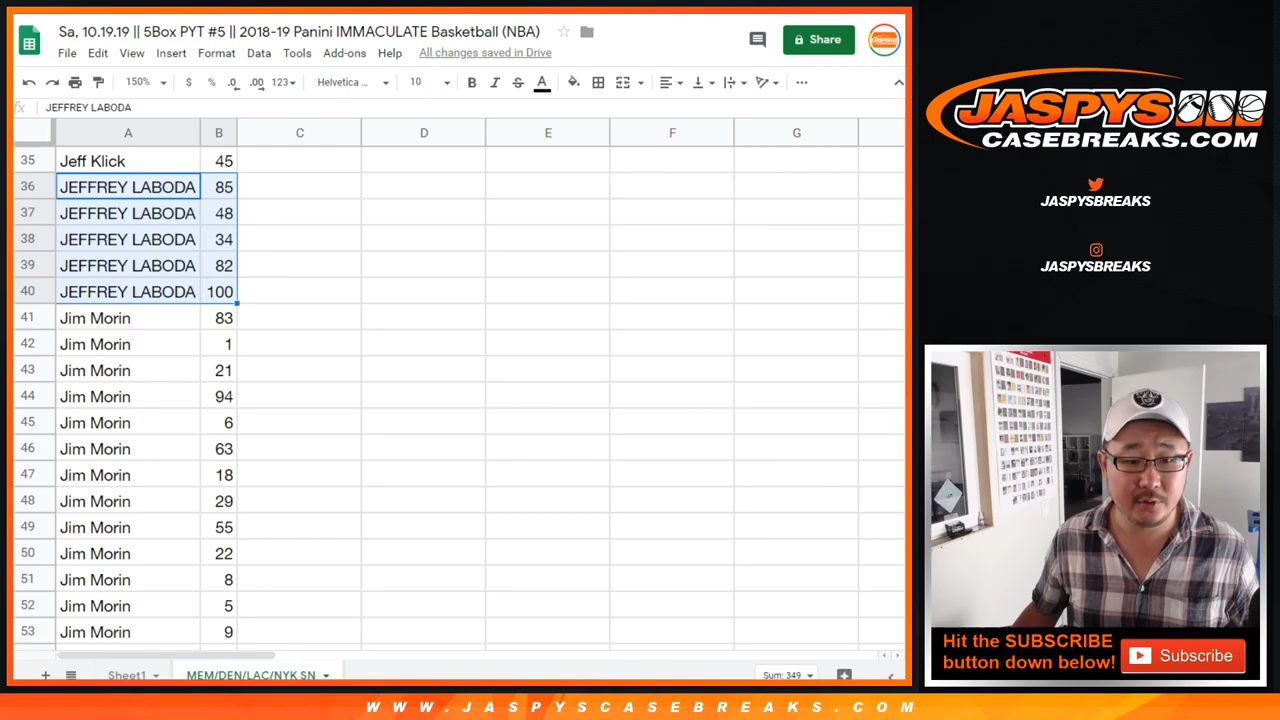 Sa, 10.19.19 || 5Box PYT #5 || 2018-19 Panini IMMACULATE Basketball (NBA)
File Edit View Insert Format Data Tools Add-ons Help All changes saved in Drive
Share
150% $ % .0 .00 123 Helvetica ... 10 B I S A
fx JEFFREY LABODA
A B C D E F G
35 Jeff Klick 45
36 JEFFREY LABODA 85
37 JEFFREY LABODA 48
38 JEFFREY LABODA 34
39 JEFFREY LABODA 82
40 JEFFREY LABODA 100
41 Jim Morin 83
42 Jim Morin 1
43 Jim Morin 21
44 Jim Morin 94
45 Jim Morin 6
46 Jim Morin 63
47 Jim Morin 18
48 Jim Morin 29
49 Jim Morin 55
50 Jim Morin 22
51 Jim Morin 8
52 Jim Morin 5
53 Jim Morin 9
Sheet1 MEM/DEN/LAC/NYK SN Sum: 349
JASPYS
CASEBREAKS.COM
JASPYSBREAKS
JASPYSBREAKS
Hit the SUBSCRIBE
button down below!
Subscribe
WWW.JASPYSCASEBREAKS.COM